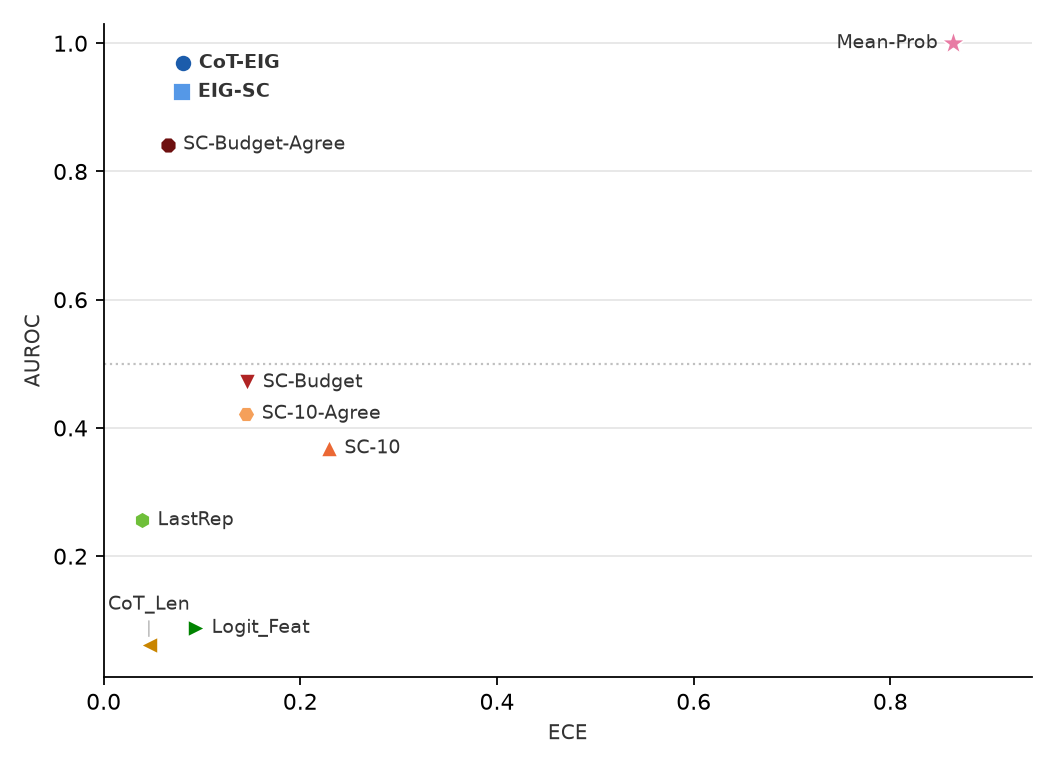 1.0
Mean-Prob
CoT-EIG
EIG-SC
SC-Budget-Agree
0.8
0.6
AUROC
SC-Budget
SC-10-Agree
0.4
SC-10
LastRep
0.2
CoT_Len
Logit_Feat
0.0
0.2
0.4
0.6
0.8
ECE